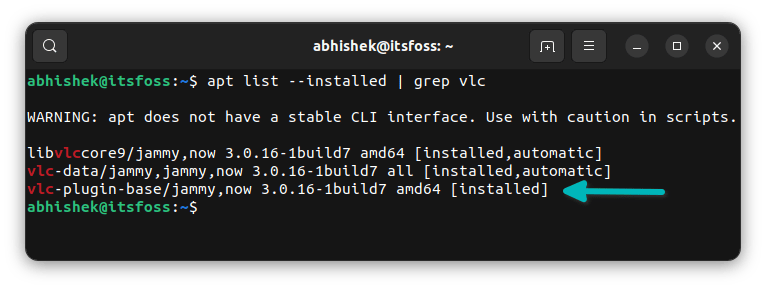 abhishek@itsfoss: ~
abhishek@itsfoss:~$ apt list --installed | grep vlc
WARNING: apt does not have a stable CLI interface. Use with caution in scripts.
libvlccore9/jammy,now 3.0.16-1build7 amd64 [installed,automatic]
vlc-data/jammy,jammy,now 3.0.16-1build7 all [installed,automatic]
vlc-plugin-base/jammy,now 3.0.16-1build7 amd64 [installed]
abhishek@itsfoss:~$